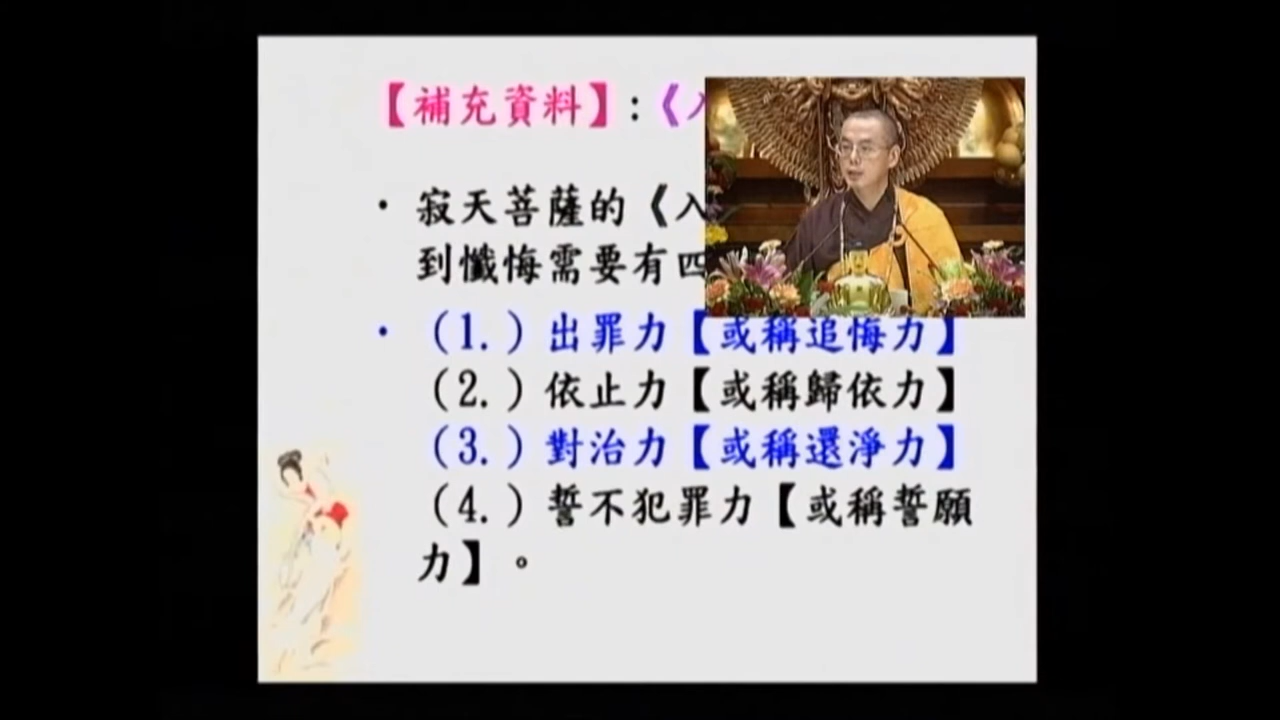 【補充資料】:《入
• 寂天菩薩的《入
到懺悔需要有四
• (1.)出罪力【或稱追悔力】
(2.)依止力【或稱歸依力】
(3.)對治力【或稱還淨力】
(4.)誓不犯罪力【或稱誓願
力】。